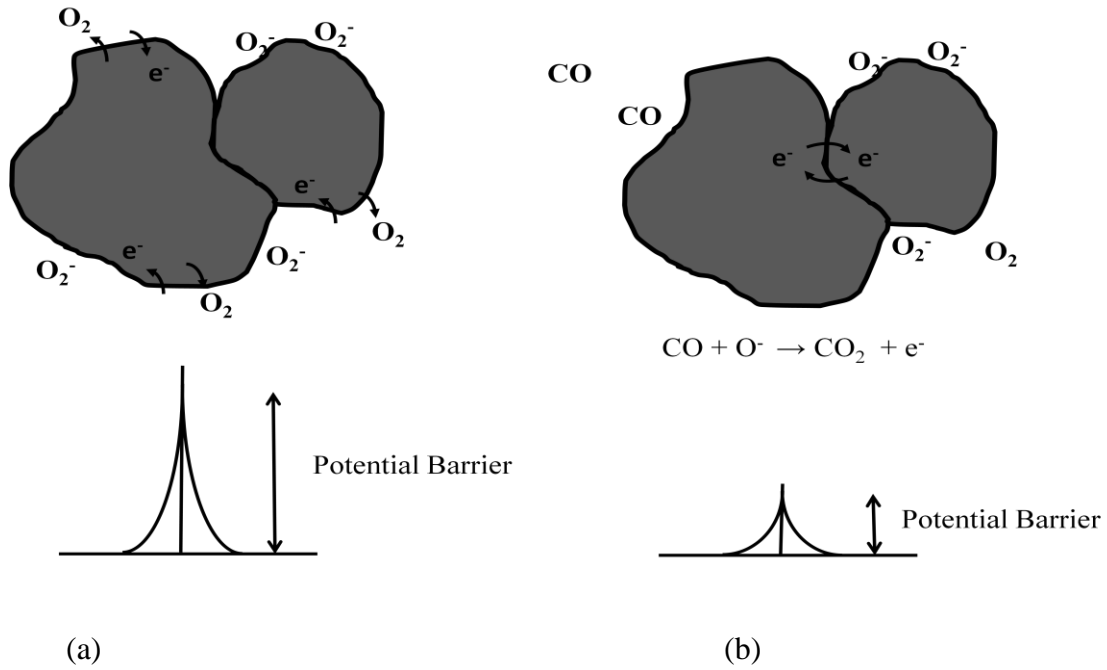 O₂
e⁻
O₂⁻
O₂⁻
e⁻
O₂
e⁻
O₂⁻
O₂⁻
O₂
Potential Barrier
(a)
CO
CO
O₂⁻
O₂⁻
e⁻
e⁻
O₂⁻
O₂
CO + O⁻ → CO₂ + e⁻
Potential Barrier
(b)